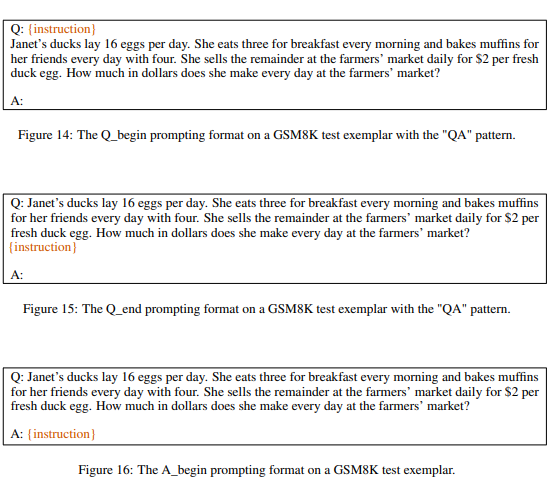 Q: {instruction}
Janet's ducks lay 16 eggs per day. She eats three for breakfast every morning and bakes muffins for
her friends every day with four. She sells the remainder at the farmers' market daily for $2 per fresh
duck egg. How much in dollars does she make every day at the farmers' market?
A:
Figure 14: The Q_begin prompting format on a GSM8K test exemplar with the "QA" pattern.
Q: Janet's ducks lay 16 eggs per day. She eats three for breakfast every morning and bakes muffins
for her friends every day with four. She sells the remainder at the farmers' market daily for $2 per
fresh duck egg. How much in dollars does she make every day at the farmers' market?
{instruction}
A:
Figure 15: The Q_end prompting format on a GSM8K test exemplar with the "QA" pattern.
Q: Janet's ducks lay 16 eggs per day. She eats three for breakfast every morning and bakes muffins
for her friends every day with four. She sells the remainder at the farmers' market daily for $2 per
fresh duck egg. How much in dollars does she make every day at the farmers' market?
A: {instruction}
Figure 16: The A_begin prompting format on a GSM8K test exemplar.